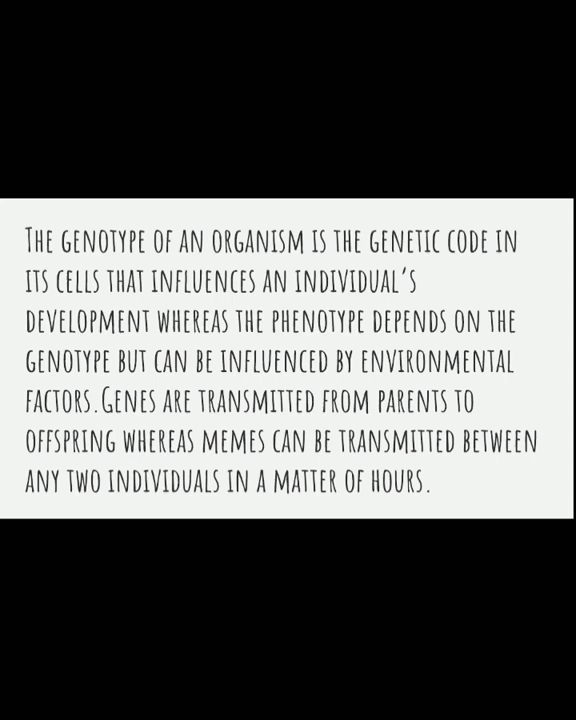 The genotype of an organism is the genetic code in
its cells that influences an individual's
development whereas the phenotype depends on the
genotype but can be influenced by environmental
factors.Genes are transmitted from parents to
offspring whereas memes can be transmitted between
any two individuals in a matter of hours.